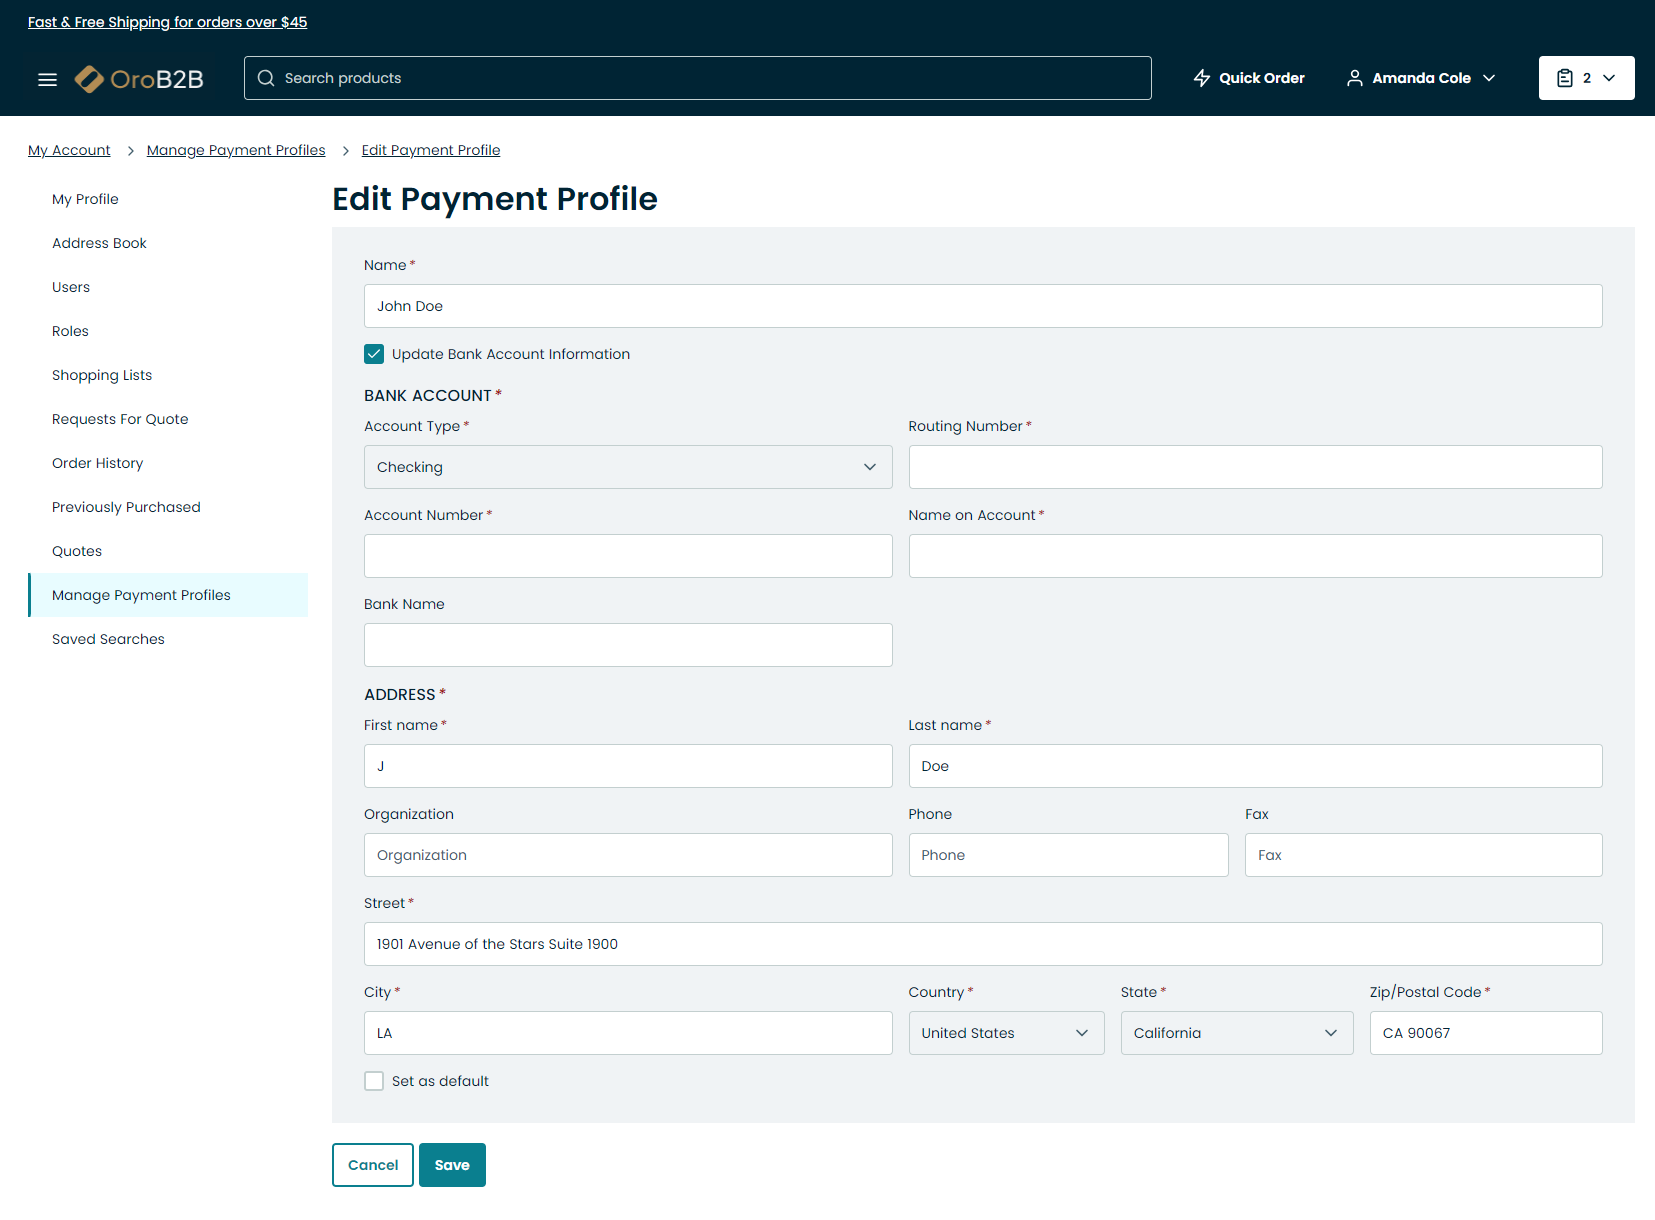 Fast & Free Shipping for orders over $45
OroB2B
Search products
Quick Order
Amanda Cole
2
My Account > Manage Payment Profiles > Edit Payment Profile
My Profile
Address Book
Users
Roles
Shopping Lists
Requests For Quote
Order History
Previously Purchased
Quotes
Manage Payment Profiles
Saved Searches
Edit Payment Profile
Name *
John Doe
Update Bank Account Information
BANK ACCOUNT *
Account Type * Routing Number *
Checking
Account Number * Name on Account *
Bank Name
ADDRESS *
First name * Last name *
J Doe
Organization Phone Fax
Organization Phone Fax
Street *
1901 Avenue of the Stars Suite 1900
City * Country * State * Zip/Postal Code *
LA United States California CA 90067
Set as default
Cancel Save